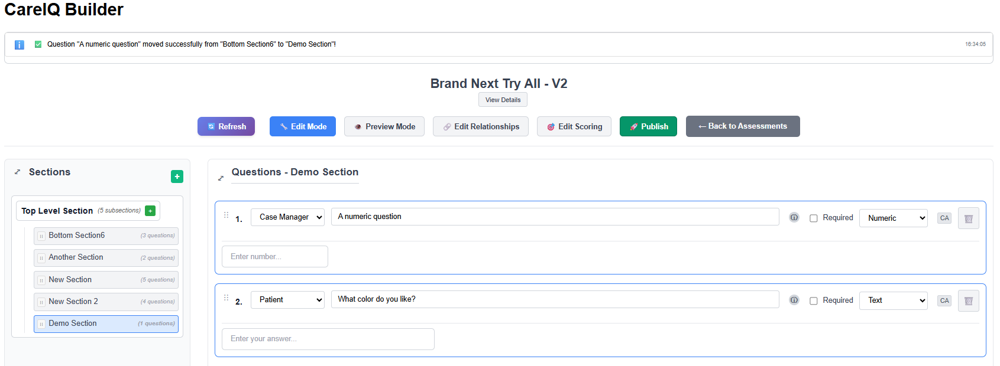 CareIQ Builder
Question "A numeric question" moved successfully from "Bottom Section6" to "Demo Section"!
16:34:05
Brand Next Try All - V2
View Details
Refresh
Edit Mode
Preview Mode
Edit Relationships
Edit Scoring
Publish
← Back to Assessments
Sections
+
Top Level Section (5 subsections) +
Bottom Section6 (3 questions)
Another Section (2 questions)
New Section (5 questions)
New Section 2 (4 questions)
Demo Section (1 questions)
Questions - Demo Section
1. Case Manager A numeric question Required Numeric CA
Enter number...
2. Patient What color do you like? Required Text CA
Enter your answer...